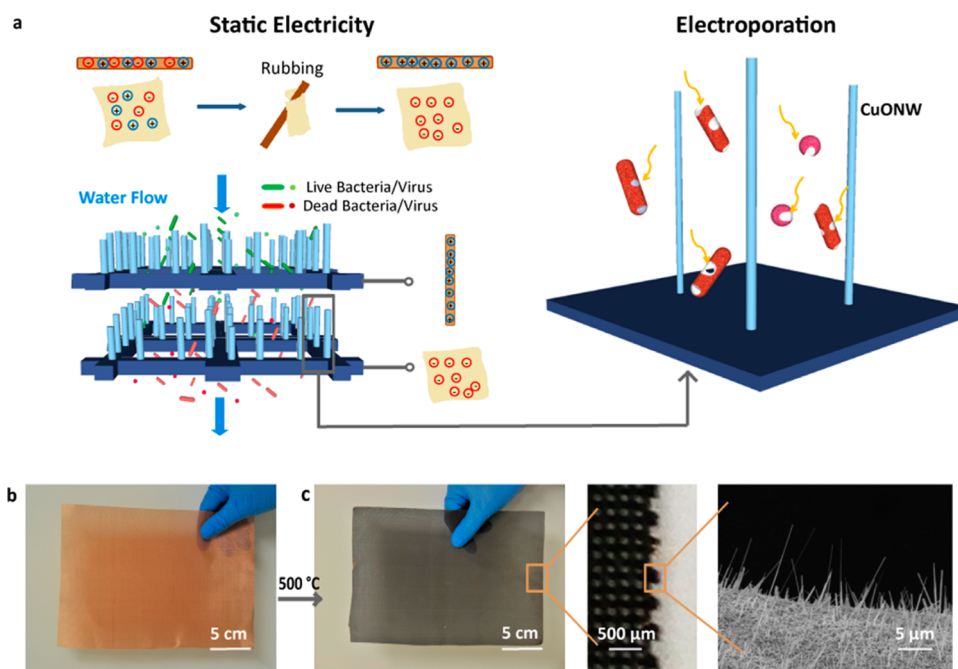 a
Static Electricity
Electroporation
Rubbing
CuONW
Water Flow
Live Bacteria/Virus
Dead Bacteria/Virus
b
c
500 °C
5 cm
5 cm
500 μm
5 μm